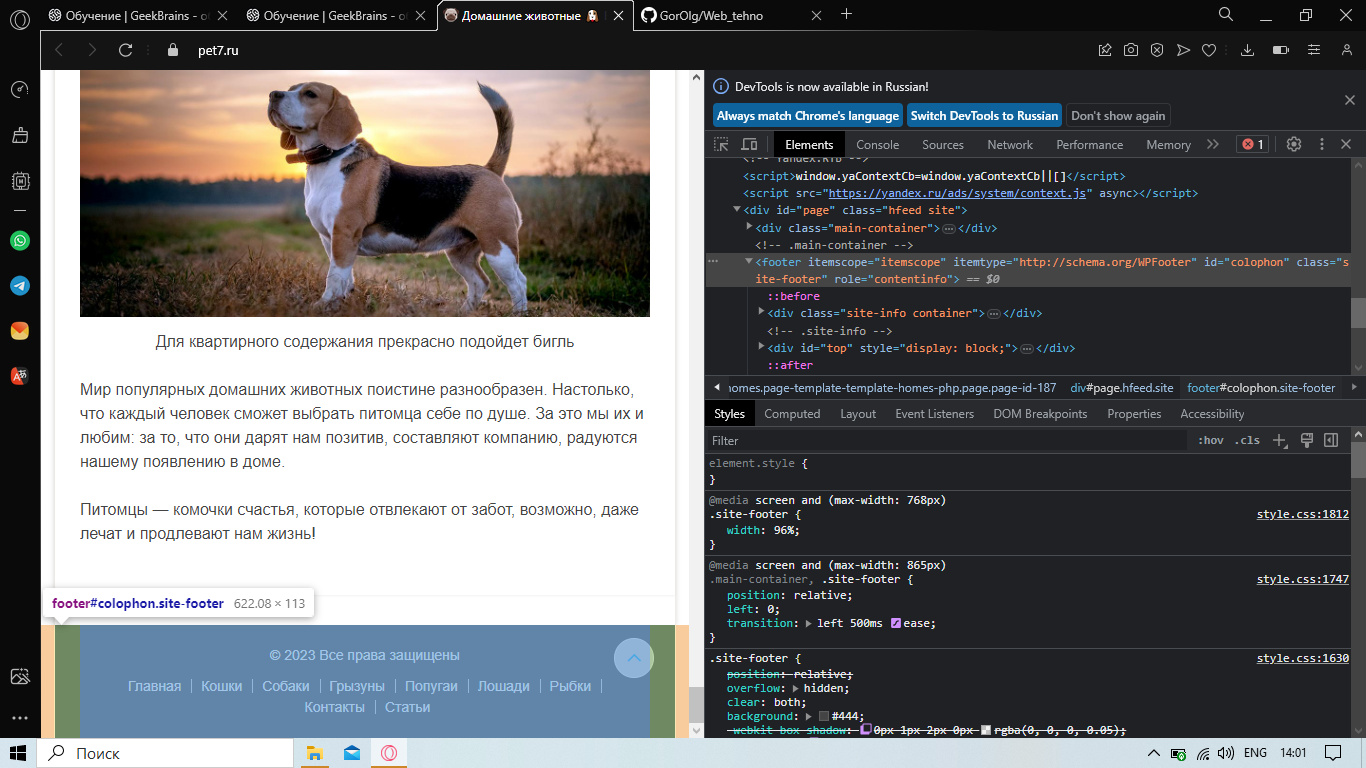 Обучение | GeekBrains - об
Обучение | GeekBrains - об
Домашние животные
GorOlg/Web_tehno
pet7.ru
Для квартирного содержания прекрасно подойдет бигль
Мир популярных домашних животных поистине разнообразен. Настолько,
что каждый человек сможет выбрать питомца себе по душе. За это мы их и
любим: за то, что они дарят нам позитив, составляют компанию, радуются
нашему появлению в доме.
Питомцы — комочки счастья, которые отвлекают от забот, возможно, даже
лечат и продлевают нам жизнь!
footer#colophon.site-footer 622.08 × 113
© 2023 Все права защищены
Главная | Кошки | Собаки | Грызуны | Попугаи | Лошади | Рыбки |
Контакты | Статьи
DevTools is now available in Russian!
Always match Chrome's language
Switch DevTools to Russian
Don't show again
Elements Console Sources Network Performance Memory » 1
<!-- Yandex.RTB -->
<script>window.yaContextCb=window.yaContextCb||[]</script>
<script src="https://yandex.ru/ads/system/context.js" async></script>
<div id="page" class="hfeed site">
<div class="main-container"> … </div>
<!-- .main-container -->
<footer itemscope="itemscope" itemtype="http://schema.org/WPFooter" id="colophon" class="s
ite-footer" role="contentinfo"> == $0
::before
<div class="site-info container"> … </div>
<!-- .site-info -->
<div id="top" style="display: block;"> … </div>
::after
homes.page-template-template-homes-php.page.page-id-187 div#page.hfeed.site footer#colophon.site-footer
Styles Computed Layout Event Listeners DOM Breakpoints Properties Accessibility
Filter :hov .cls
element.style {
}
@media screen and (max-width: 768px)
.site-footer { style.css:1812
width: 96%;
}
@media screen and (max-width: 865px)
.main-container, .site-footer { style.css:1747
position: relative;
left: 0;
transition: left 500ms ease;
}
.site-footer { style.css:1630
position: relative;
overflow: hidden;
clear: both;
background: #444;
-webkit-box-shadow: 0px 1px 2px 0px rgba(0, 0, 0, 0.05);
Поиск
ENG 14:01